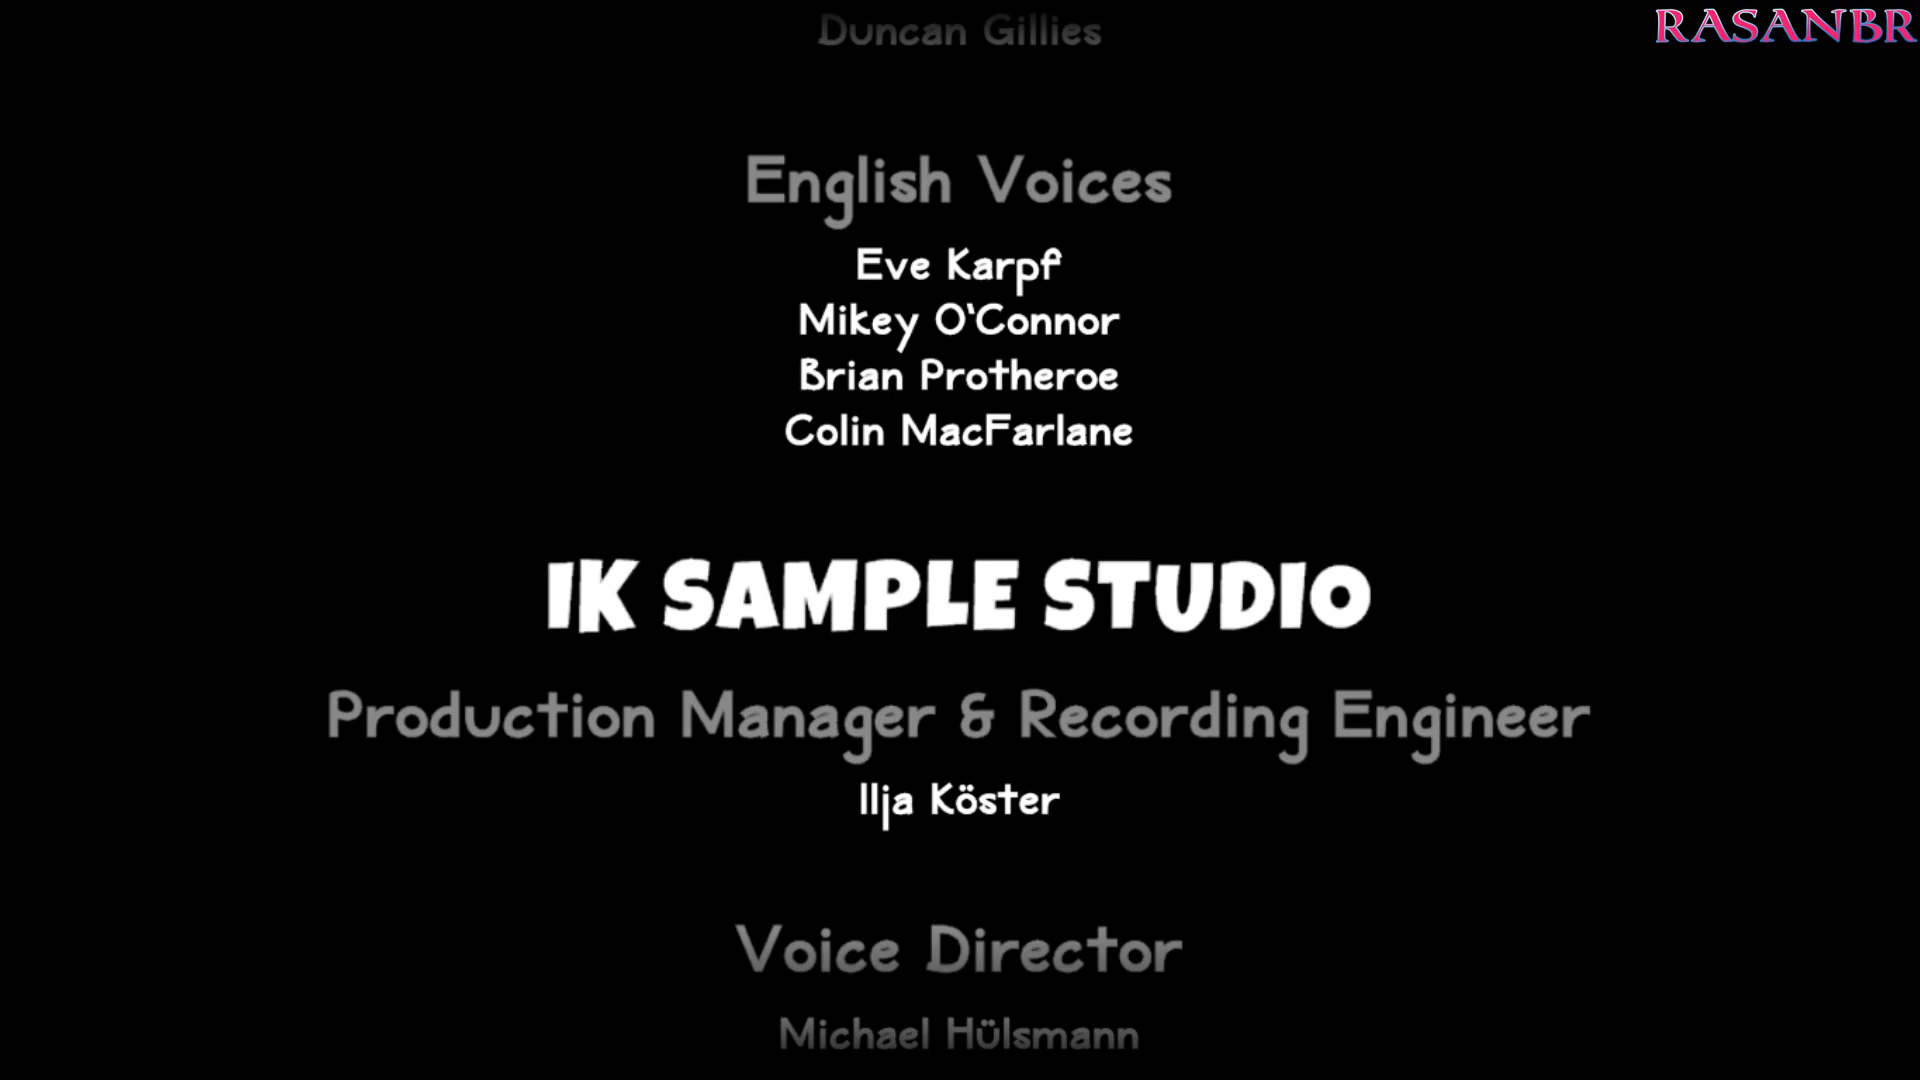 Duncan Gillies
RASANBR
English Voices
Eve Karpf
Mikey O'Connor
Brian Protheroe
Colin MacFarlane
IK SAMPLE STUDIO
Production Manager & Recording Engineer
Ilja Köster
Voice Director
Michael Hülsmann